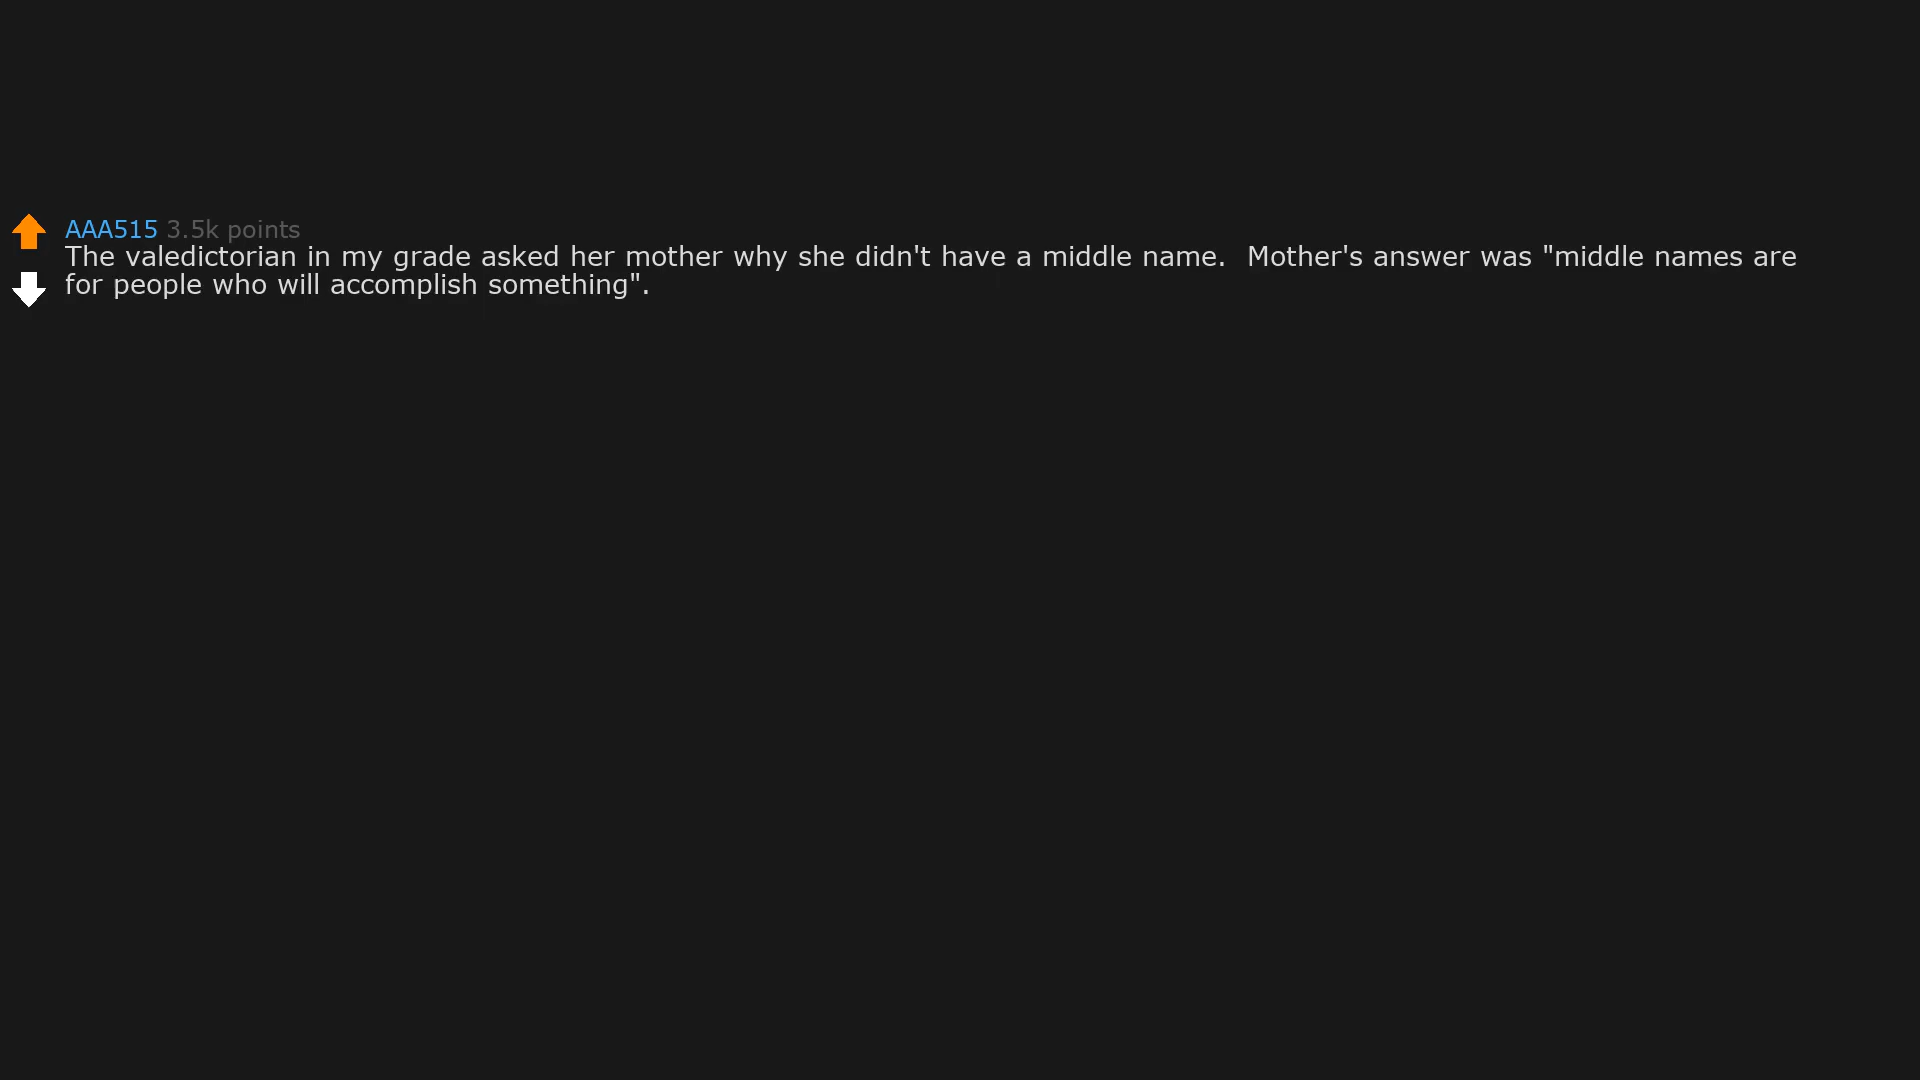 AAA515 3.5k points
The valedictorian in my grade asked her mother why she didn't have a middle name.  Mother's answer was "middle names are
for people who will accomplish something".